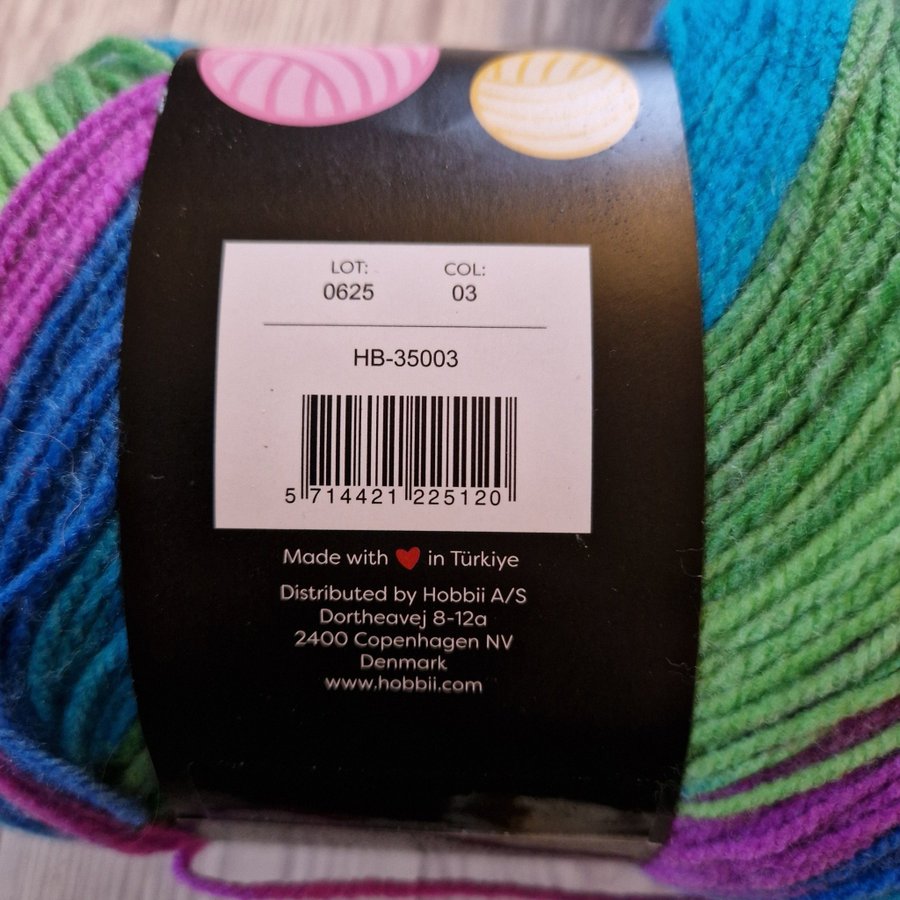 LOT: COL:
0625 03
HB-35003
5 714421 225120
Made with ❤ in Türkiye
Distributed by Hobbii A/S
Dortheavej 8-12a
2400 Copenhagen NV
Denmark
www.hobbii.com